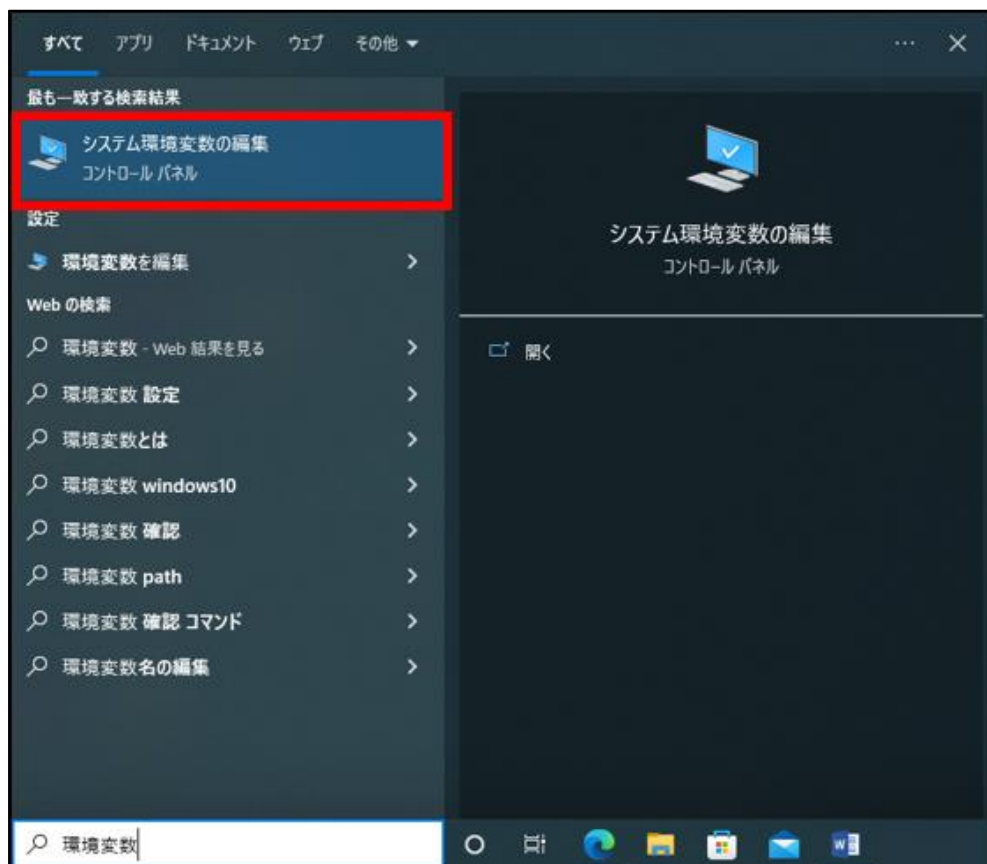 すべて アプリ ドキュメント ウェブ その他
最も一致する検索結果
システム環境変数の編集
コントロール パネル
設定
環境変数を編集
Web の検索
環境変数 - Web 結果を見る
環境変数 設定
環境変数とは
環境変数 windows10
環境変数 確認
環境変数 path
環境変数 確認 コマンド
環境変数名の編集
環境変数
システム環境変数の編集
コントロール パネル
開く